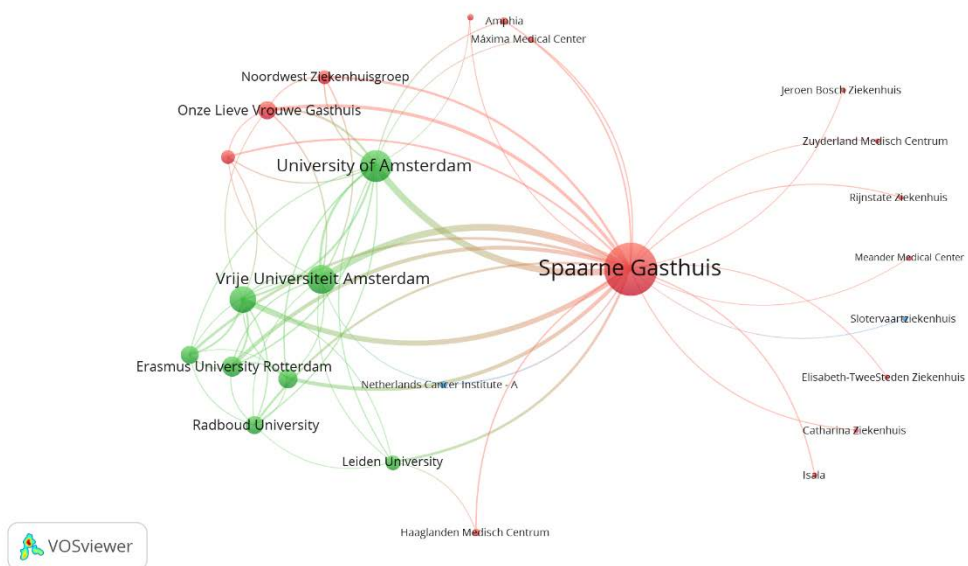 Amphia
Máxima Medical Center
Noordwest Ziekenhuisgroep
Jeroen Bosch Ziekenhuis
Onze Lieve Vrouwe Gasthuis
Zuyderland Medisch Centrum
University of Amsterdam
Rijnstate Ziekenhuis
Meander Medical Center
Spaarne Gasthuis
Vrije Universiteit Amsterdam
Slotervaartziekenhuis
Erasmus University Rotterdam
Elisabeth-TweeSteden Ziekenhuis
Netherlands Cancer Institute - A
Radboud University
Catharina Ziekenhuis
Leiden University
Isala
Haaglanden Medisch Centrum
VOSviewer